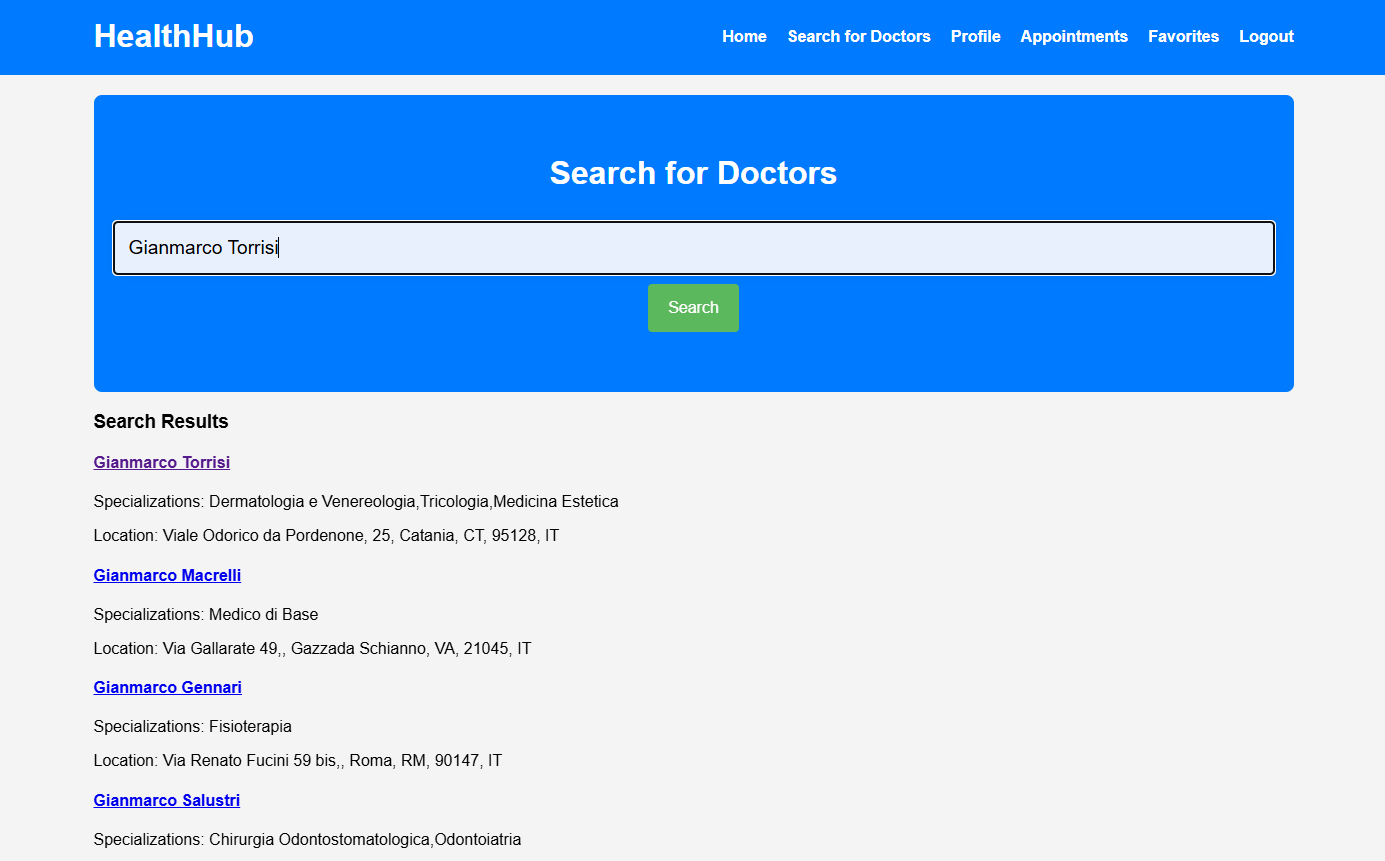 HealthHub
Home Search for Doctors Profile Appointments Favorites Logout
Search for Doctors
Gianmarco Torrisi
Search
Search Results
Gianmarco Torrisi
Specializations: Dermatologia e Venereologia,Tricologia,Medicina Estetica
Location: Viale Odorico da Pordenone, 25, Catania, CT, 95128, IT
Gianmarco Macrelli
Specializations: Medico di Base
Location: Via Gallarate 49,, Gazzada Schianno, VA, 21045, IT
Gianmarco Gennari
Specializations: Fisioterapia
Location: Via Renato Fucini 59 bis,, Roma, RM, 90147, IT
Gianmarco Salustri
Specializations: Chirurgia Odontostomatologica,Odontoiatria